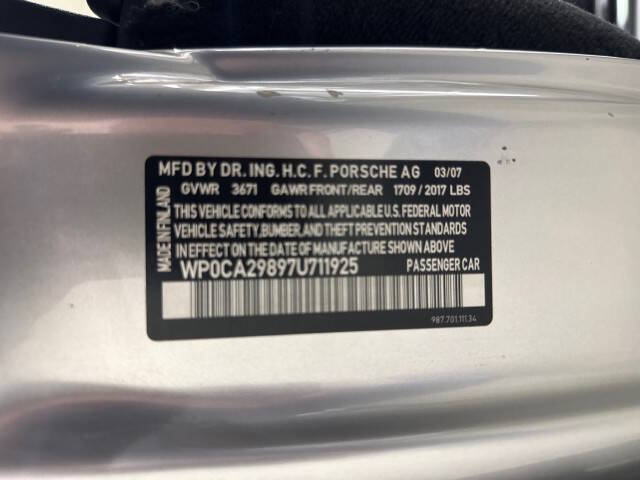 MFD BY DR. ING. H.C. F. PORSCHE AG 03/07
GVWR 3671 GAWR FRONT/REAR 1709 / 2017 LBS
MADE IN FINLAND
THIS VEHICLE CONFORMS TO ALL APPLICABLE U.S. FEDERAL MOTOR
VEHICLE SAFETY, BUMPER, AND THEFT PREVENTION STANDARDS
IN EFFECT ON THE DATE OF MANUFACTURE SHOWN ABOVE
WP0CA29897U711925 PASSENGER CAR
987.701.111.34